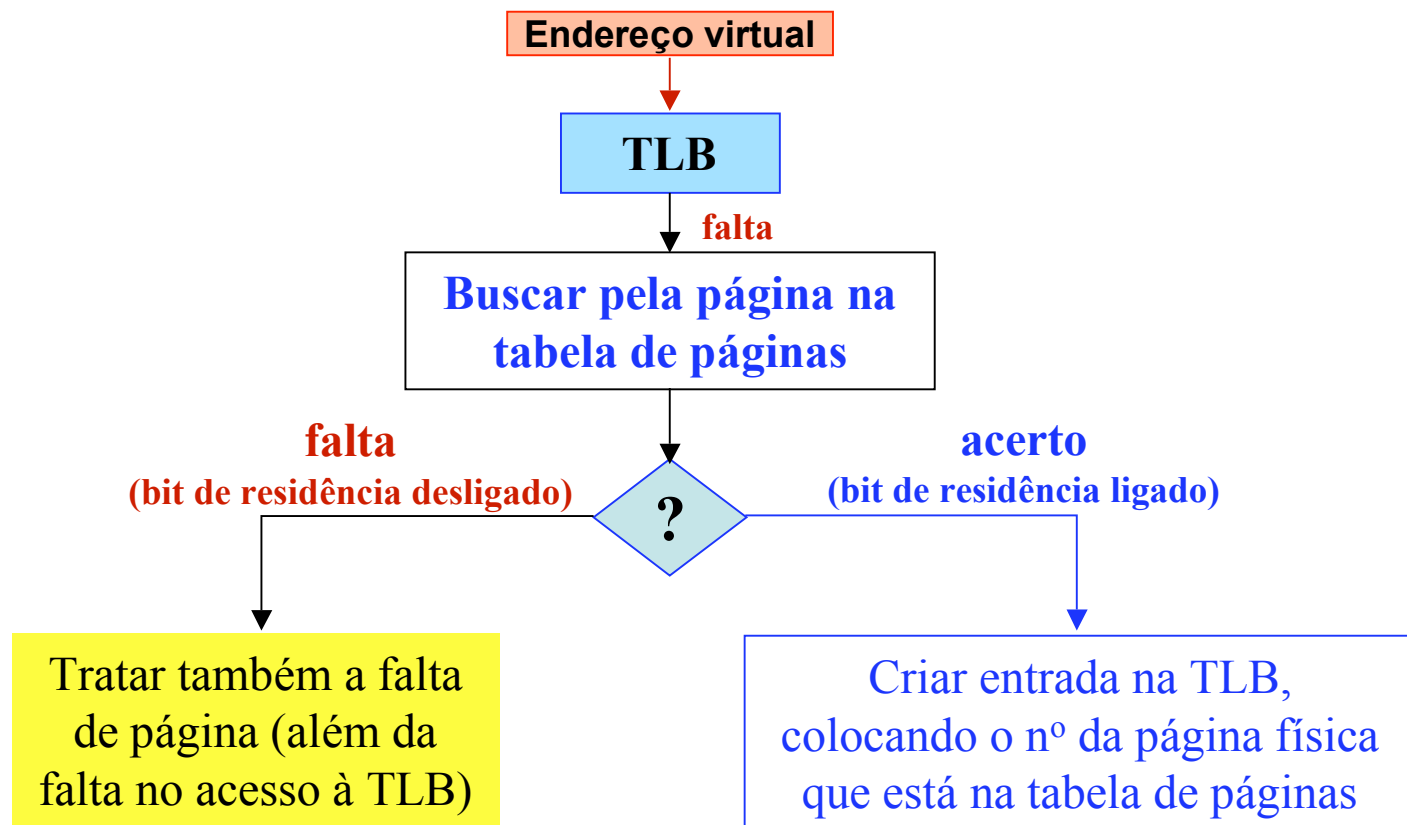 Endereço virtual
TLB
falta
Buscar pela página na
tabela de páginas
falta
(bit de residência desligado)
acerto
(bit de residência ligado)
?
Tratar também a falta
de página (além da
falta no acesso à TLB)
Criar entrada na TLB,
colocando o nº da página física
que está na tabela de páginas